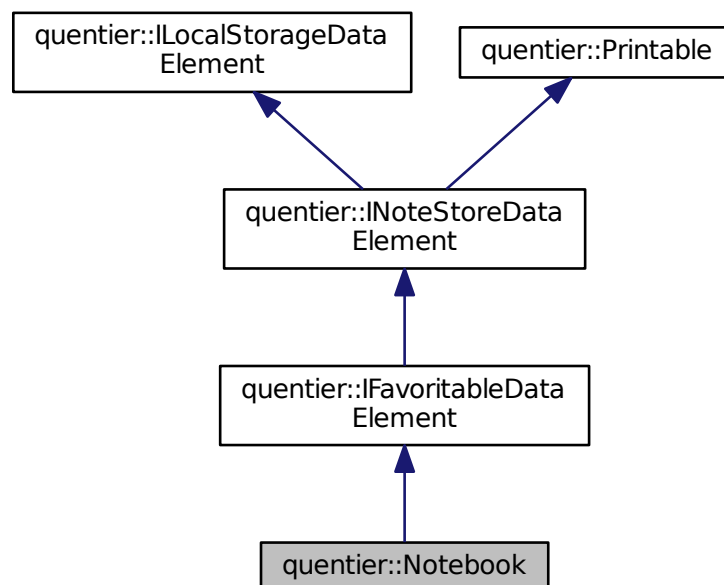 quentier::ILocalStorageData
Element
quentier::Printable
quentier::INoteStoreData
Element
quentier::IFavoritableData
Element
quentier::Notebook